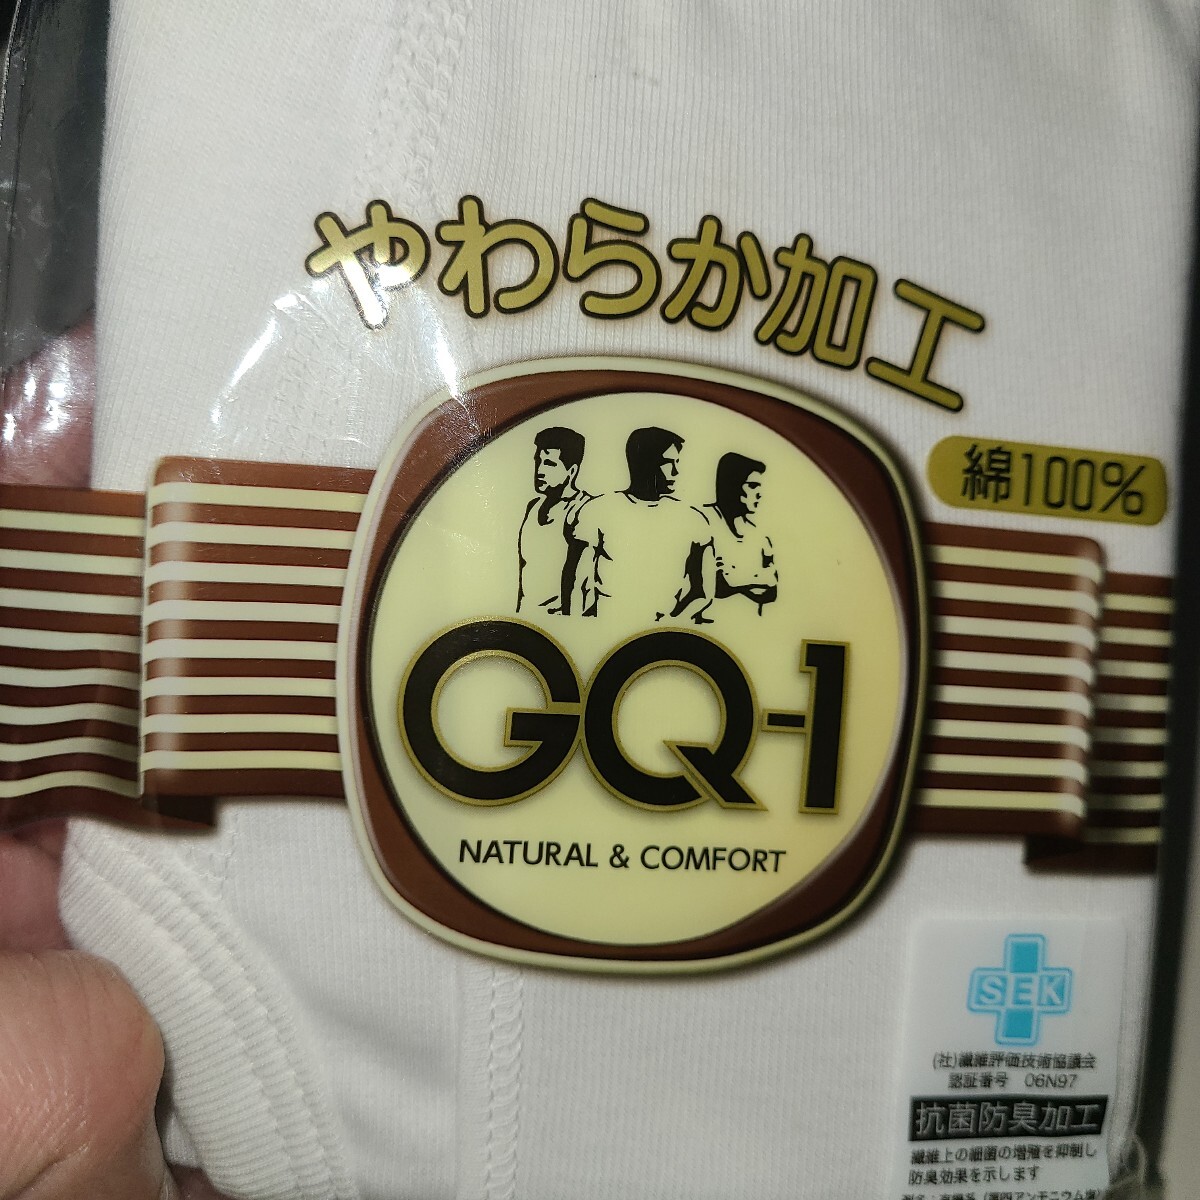 やわらか加工
綿100%
GQ-1
NATURAL & COMFORT
SEK
(社)繊維評価技術協議会
認証番号 06N97
抗菌防臭加工
繊維上の細菌の増殖を抑制し
防臭効果を示します